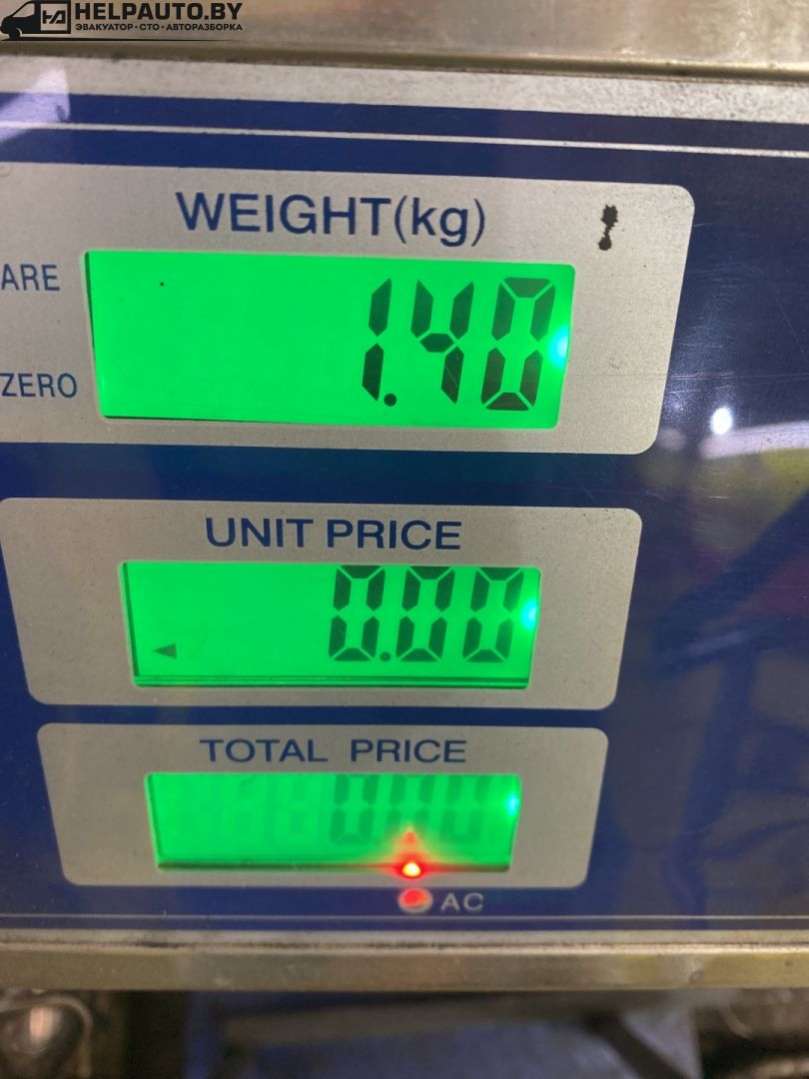 HELPAUTO.BY
ЭВАКУАТОР • СТО • АВТОРАЗБОРКА
WEIGHT(kg)
ARE
1.40
ZERO
UNIT PRICE
0.00
TOTAL PRICE
AC